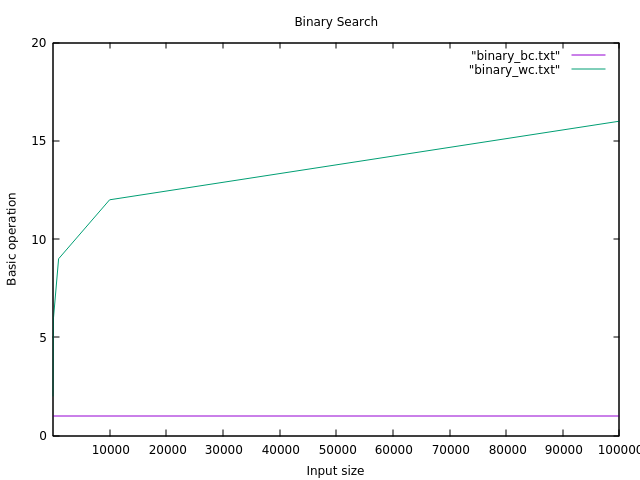 Binary Search
"binary_bc.txt"
"binary_wc.txt"
20
15
10
5
0
Basic operation
10000 20000 30000 40000 50000 60000 70000 80000 90000 100000
Input size